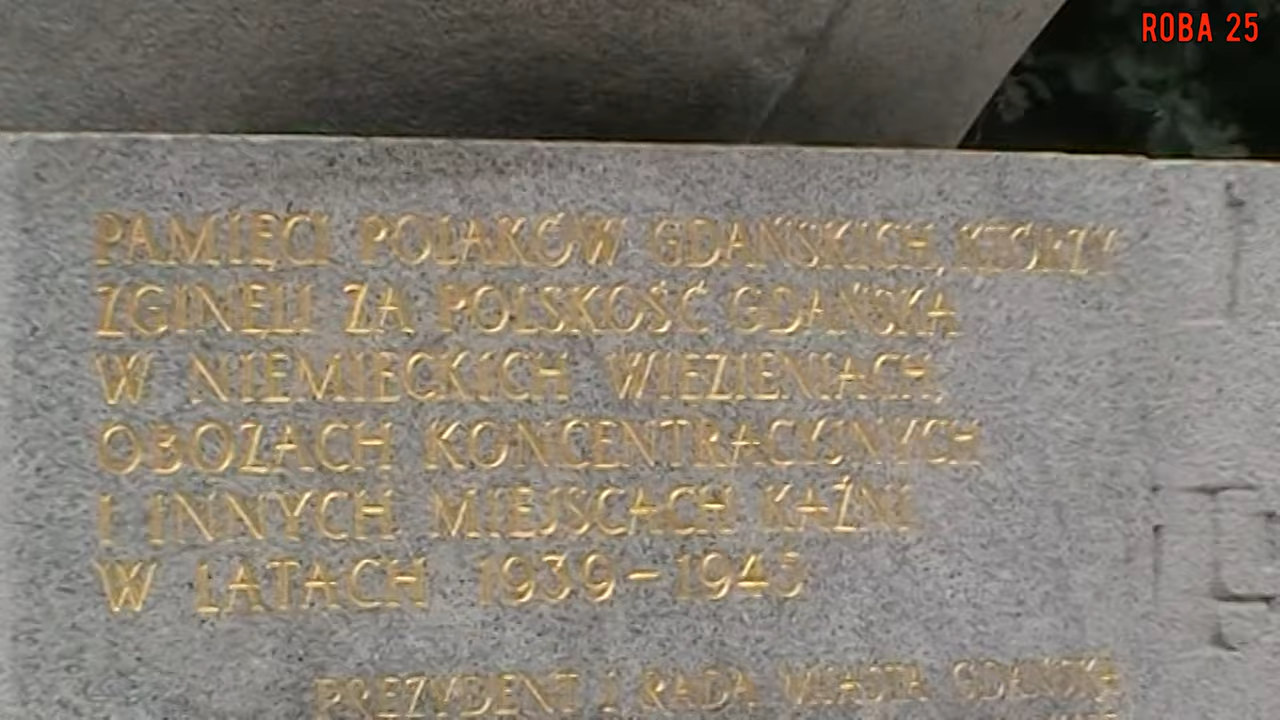 ROBA 25
PAMIĘCI POLAKÓW GDAŃSKICH, KTÓRZY
ZGINĘLI ZA POLSKOŚĆ GDAŃSKA
W NIEMIECKICH WIĘZIENIACH,
OBOZACH KONCENTRACYJNYCH
I INNYCH MIEJSCACH KAŹNI
W LATACH 1939-1945
PREZYDENT I RADA MIASTA GDAŃSKA